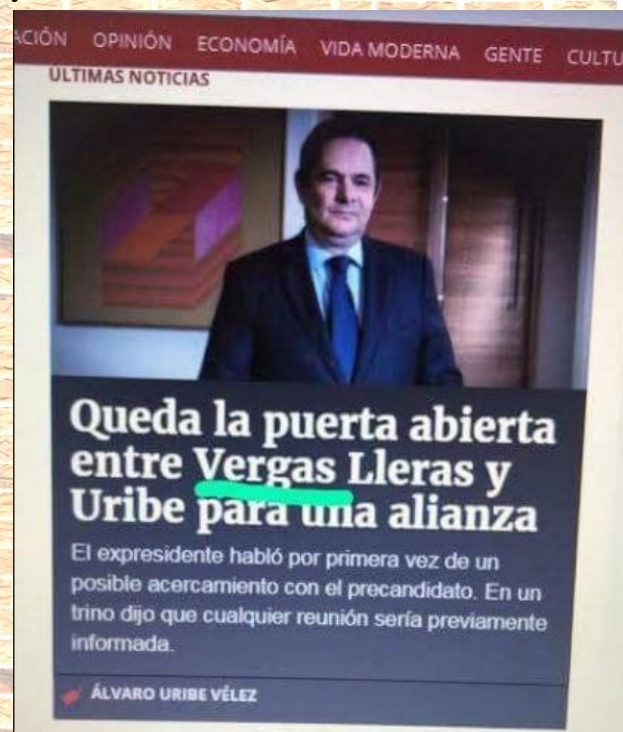 ACIÓN OPINIÓN ECONOMÍA VIDA MODERNA GENTE CULTU
ÚLTIMAS NOTICIAS
Queda la puerta abierta
entre Vergas Lleras y
Uribe para una alianza
El expresidente habló por primera vez de un
posible acercamiento con el precandidato. En un
trino dijo que cualquier reunión sería previamente
informada.
ÁLVARO URIBE VÉLEZ